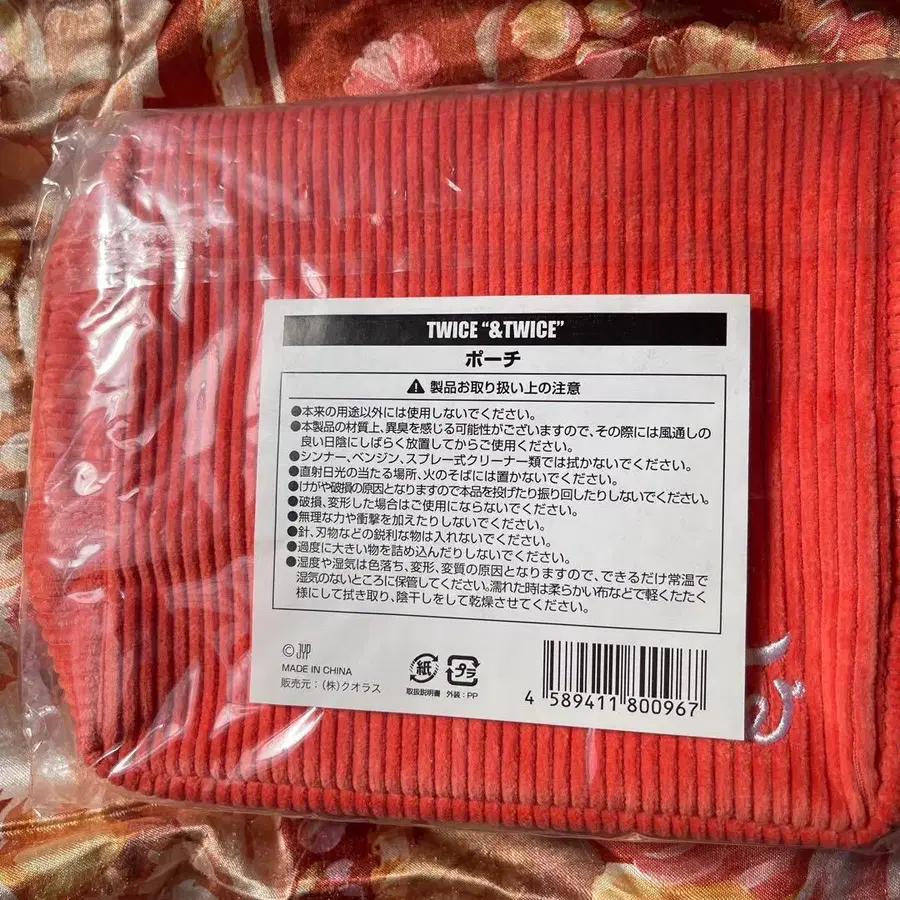 TWICE “&TWICE”
ポーチ
⚠ 製品お取り扱い上の注意
●本来の用途以外には使用しないでください。
●本製品の材質上、異臭を感じる可能性がございますので、その際には風通しの
良い日陰にしばらく放置してからご使用ください。
●シンナー、ベンジン、スプレー式クリーナー類では拭かないでください。
●直射日光の当たる場所、火のそばには置かないでください。
●けがや破損の原因となりますので本品を投げたり振り回したりしないでください。
●破損、変形した場合はご使用にならないでください。
●無理な力や衝撃を加えたりしないでください。
●針、刃物などの鋭利な物は入れないでください。
●過度に大きい物を詰め込んだりしないでください。
●湿度や湿気は色落ち、変形、変質の原因となりますので、できるだけ常温で
湿気のないところに保管してください。濡れた時は柔らかい布などで軽くたたく
様にして拭き取り、陰干しをして乾燥させてください。
© JYP
MADE IN CHINA
販売元：(株)クオラス
紙
取扱説明書
プラ
外装：PP
4 589411 800967